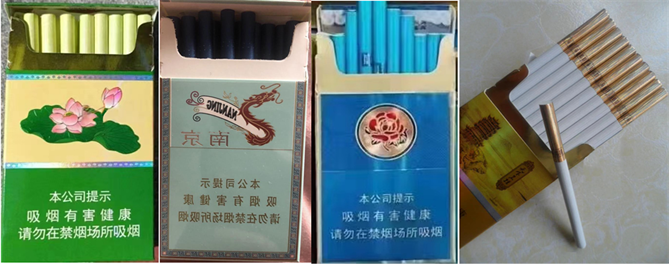 本公司提示
吸烟有害健康
请勿在禁烟场所吸烟
NANJING
南京
本公司提示
吸烟有害健康
请勿在禁烟场所吸烟
本公司提示
吸烟有害健康
请勿在禁烟场所吸烟